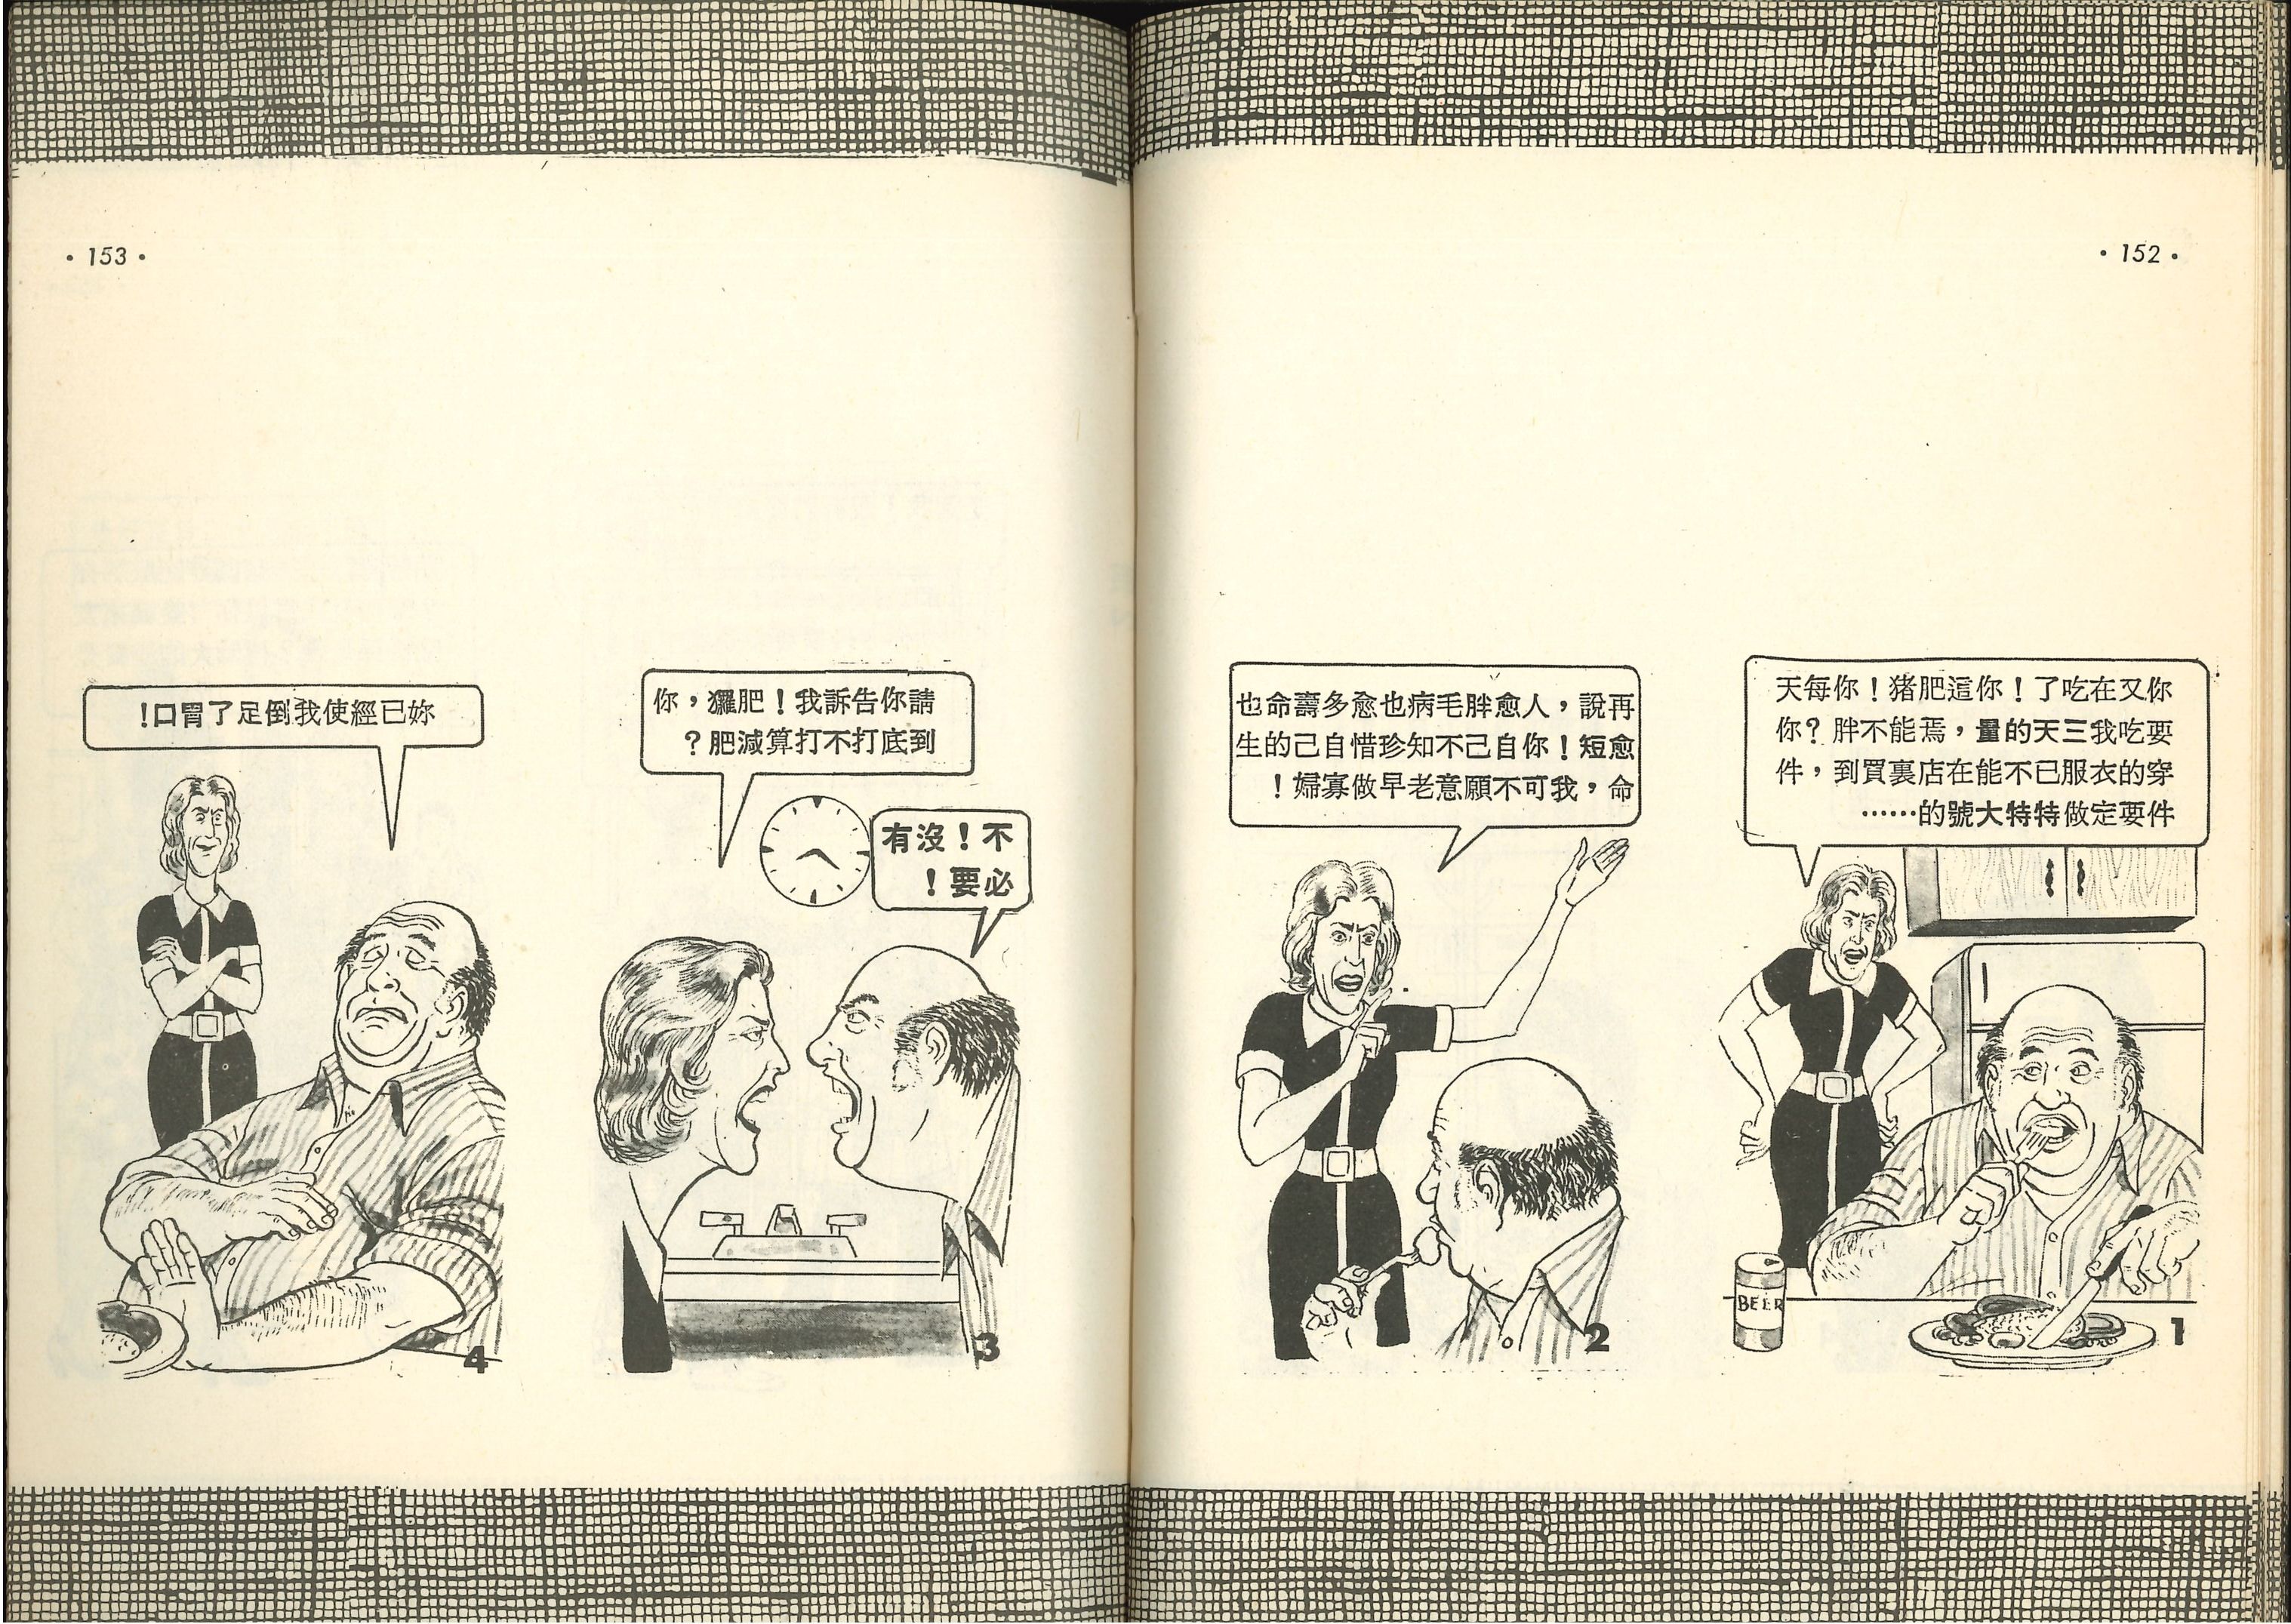 · 152 ·
你又在吃了！你這肥猪！你每天
要吃我三天的量，焉能不胖？你
穿的衣服已不能在店裏買到，件
件要定做特特大號的……
BEER
1
再說，人愈胖毛病也愈多壽命也
愈短！你自己不知珍惜自己的生
命，我可不願意老早做寡婦！
2
· 153 ·
請你告訴我！肥玀，你
到底打不打算減肥？
不！沒有
必要！
3
妳已經使我倒足了胃口！
4